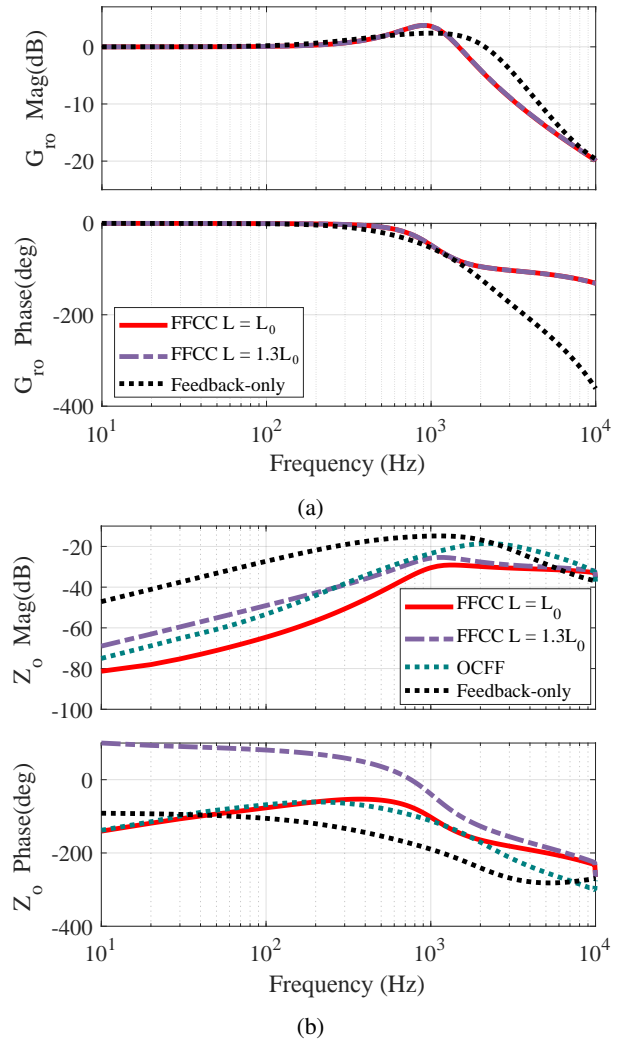 0
-10
-20
G_ro Mag(dB)
0
-200
-400
G_ro Phase(deg)
FFCC L = L_0
FFCC L = 1.3L_0
Feedback-only
10^1
10^2
10^3
10^4
Frequency (Hz)
(a)
-20
-40
-60
-80
-100
Z_o Mag(dB)
FFCC L = L_0
FFCC L = 1.3L_0
OCFF
Feedback-only
0
-200
-400
Z_o Phase(deg)
10^1
10^2
10^3
10^4
Frequency (Hz)
(b)